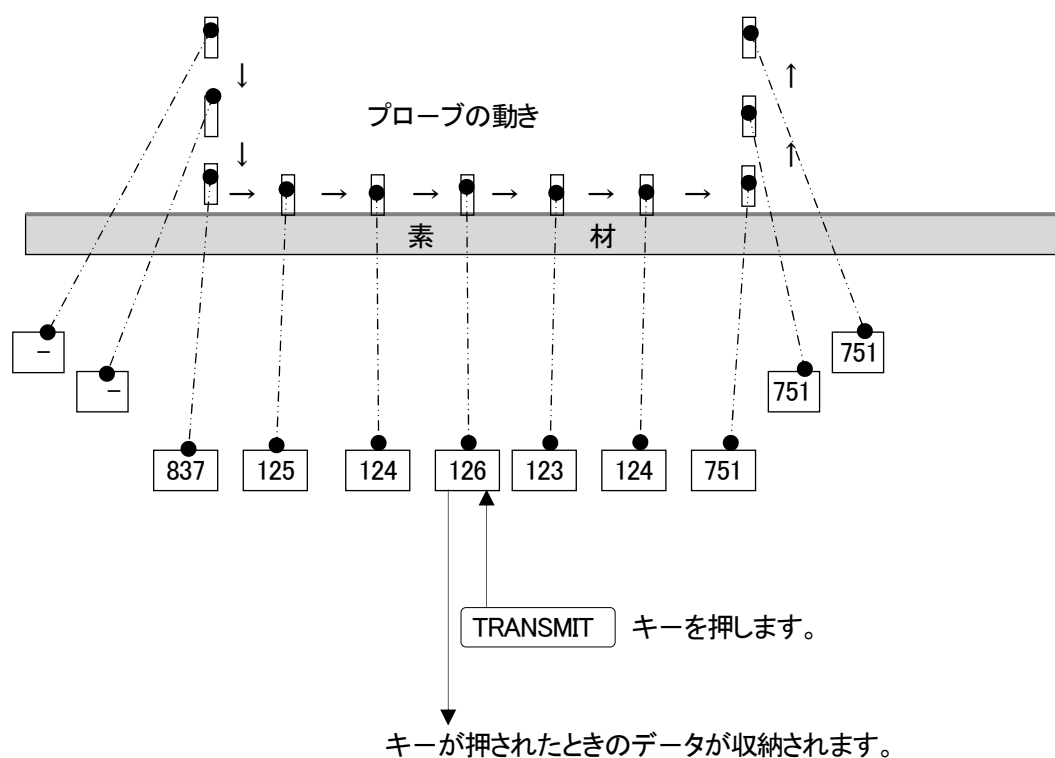 ↓
↑
プローブの動き
↓
↑
→ → → → → →
素 材
－
751
－
751
837 125 124 126 123 124 751
TRANSMIT キーを押します。
キーが押されたときのデータが収納されます。